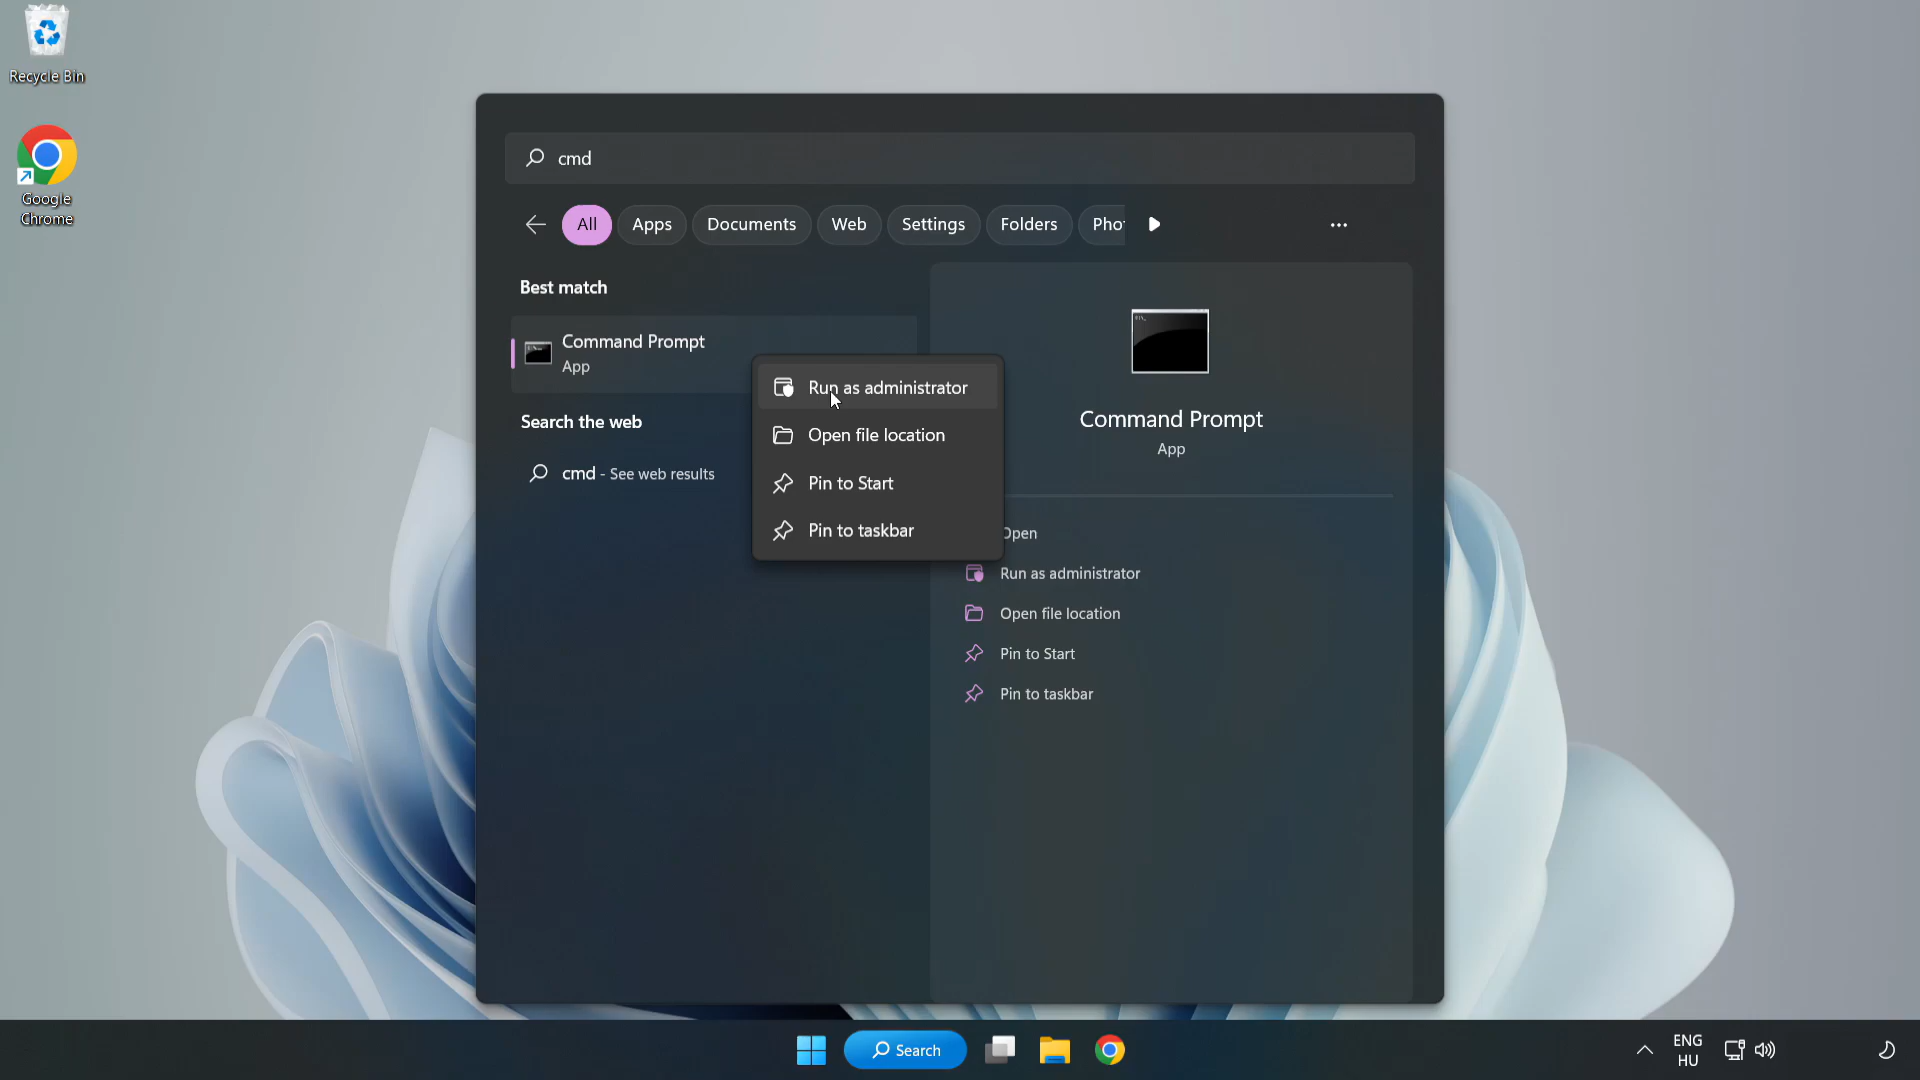 Recycle Bin
Google
Chrome
cmd
All
Apps
Documents
Web
Settings
Folders
Pho
Best match
Command Prompt
App
Search the web
cmd - See web results
Run as administrator
Open file location
Pin to Start
Pin to taskbar
Command Prompt
App
Open
Run as administrator
Open file location
Pin to Start
Pin to taskbar
Search
ENG
HU